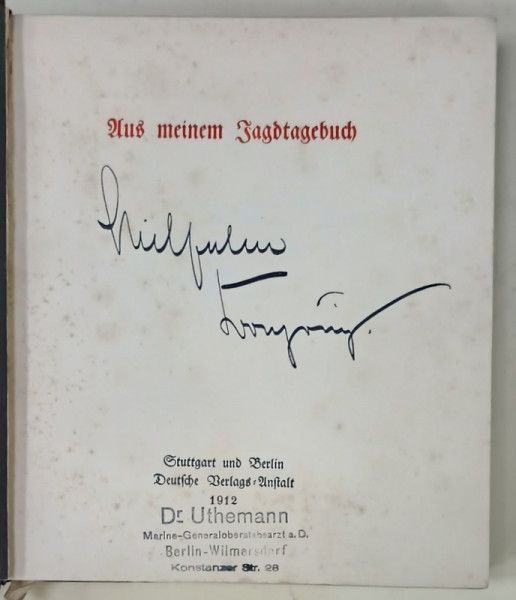 Aus meinem Jagdtagebuch
Wilhelm
Kronprinz.
Stuttgart und Berlin
Deutsche Verlags-Anstalt
1912
Dr. Uthemann
Marine-Generaloberstabsarzt a. D.
Berlin-Wilmersdorf
Konstanzer Str. 28